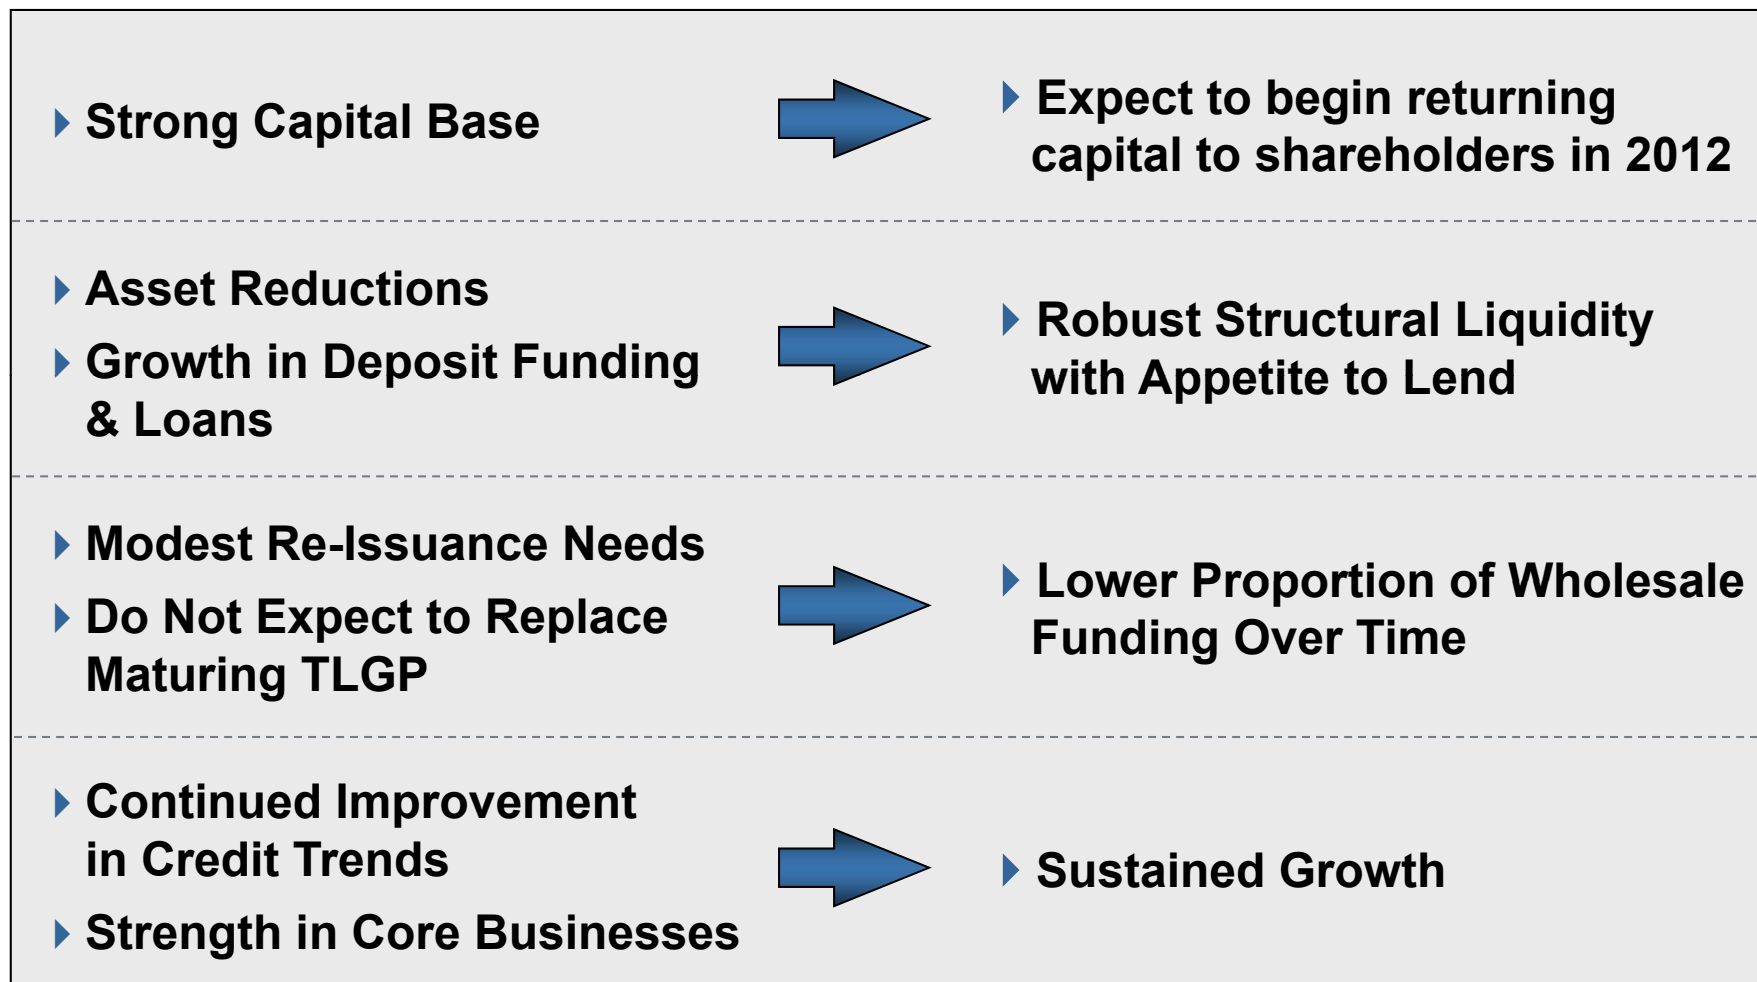 Strong Capital Base
Expect to begin returning
capital to shareholders in 2012
Asset Reductions
Growth in Deposit Funding
& Loans
Robust Structural Liquidity
with Appetite to Lend
Modest Re-Issuance Needs
Do Not Expect to Replace
Maturing TLGP
Lower Proportion of Wholesale
Funding Over Time
Continued Improvement
in Credit Trends
Strength in Core Businesses
Sustained Growth